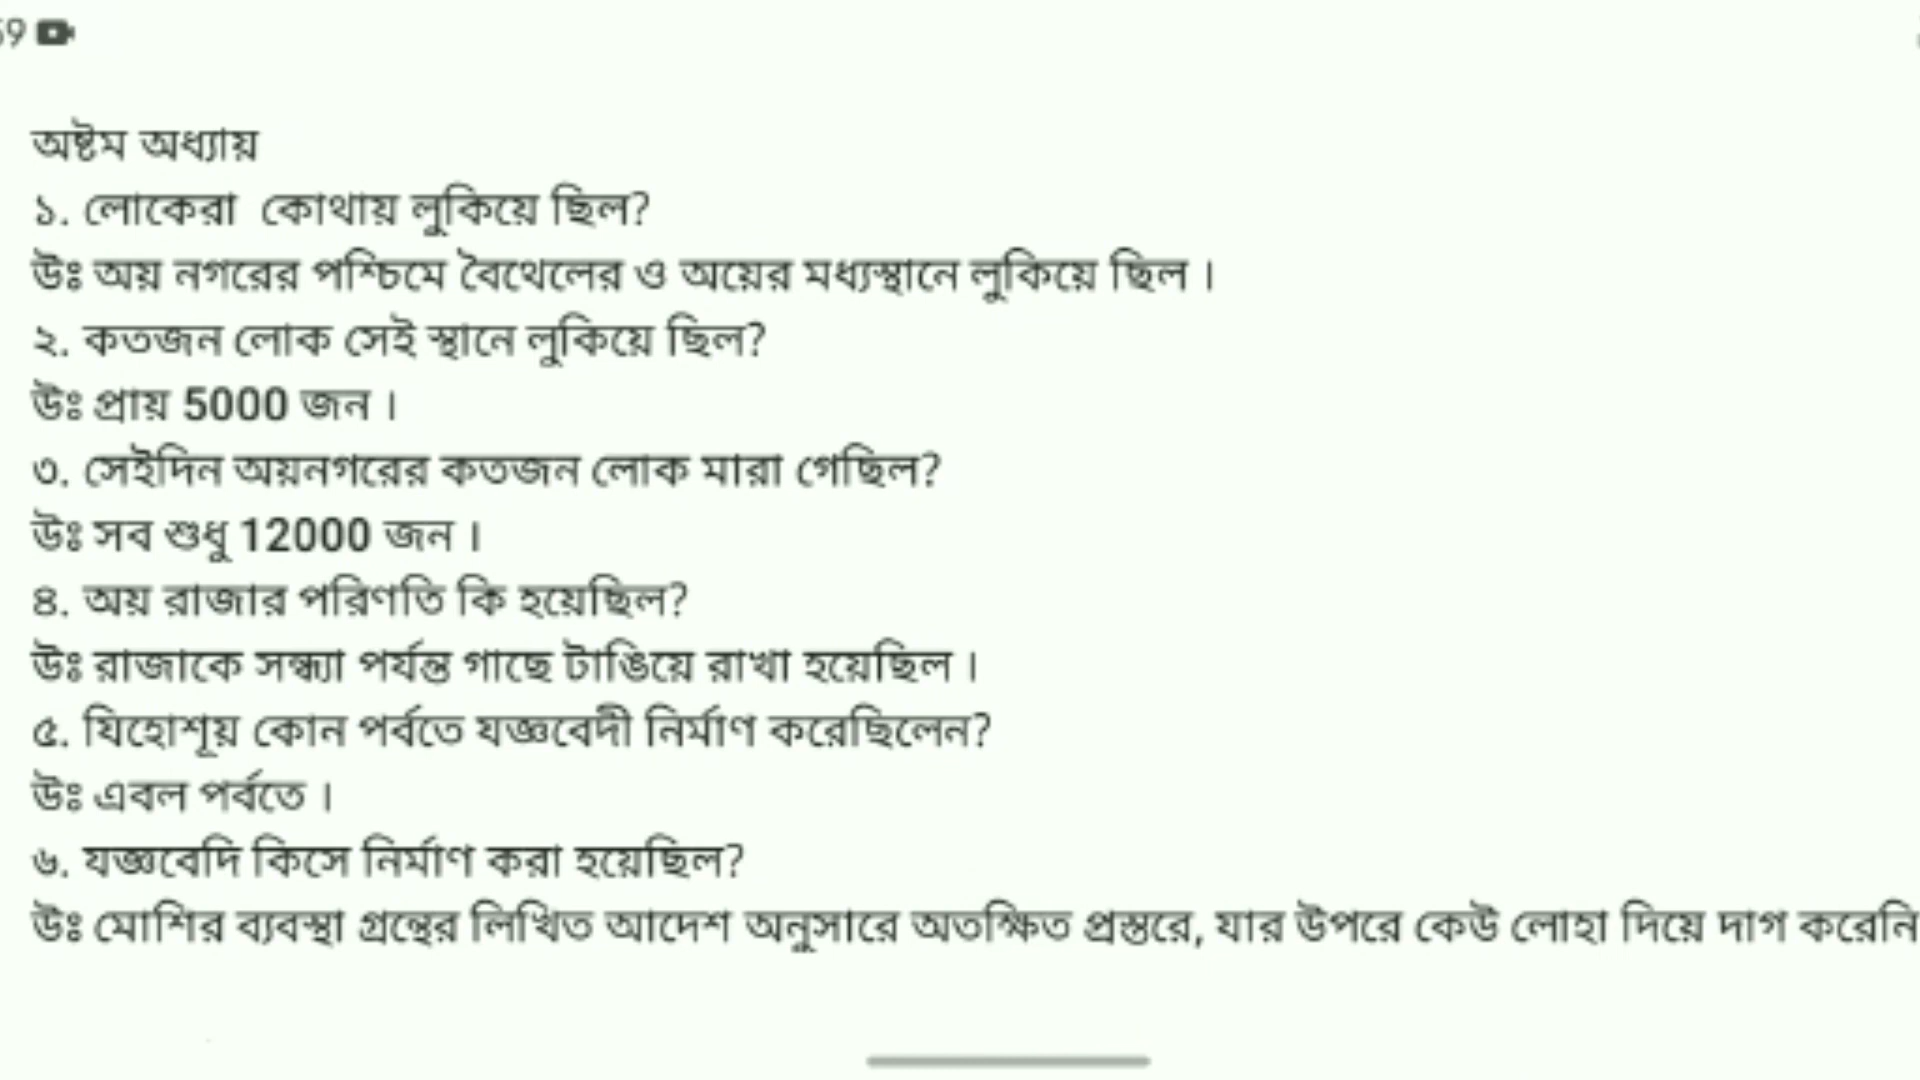 59
অষ্টম অধ্যায়
১. লোকেরা কোথায় লুকিয়ে ছিল?
উঃ অয় নগরের পশ্চিমে বৈথেলের ও অয়ের মধ্যস্থানে লুকিয়ে ছিল।
২. কতজন লোক সেই স্থানে লুকিয়ে ছিল?
উঃ প্রায় 5000 জন।
৩. সেইদিন অয়নগরের কতজন লোক মারা গেছিল?
উঃ সব শুধু 12000 জন।
৪. অয় রাজার পরিণতি কি হয়েছিল?
উঃ রাজাকে সন্ধ্যা পর্যন্ত গাছে টাঙিয়ে রাখা হয়েছিল।
৫. যিহোশূয় কোন পর্বতে যজ্ঞবেদী নির্মাণ করেছিলেন?
উঃ এবল পর্বতে।
৬. যজ্ঞবেদি কিসে নির্মাণ করা হয়েছিল?
উঃ মোশির ব্যবস্থা গ্রন্থের লিখিত আদেশ অনুসারে অতক্ষিত প্রস্তরে, যার উপরে কেউ লোহা দিয়ে দাগ করেনি